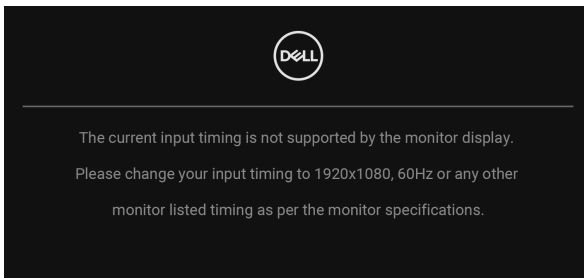 DELL
The current input timing is not supported by the monitor display.
Please change your input timing to 1920x1080, 60Hz or any other
monitor listed timing as per the monitor specifications.